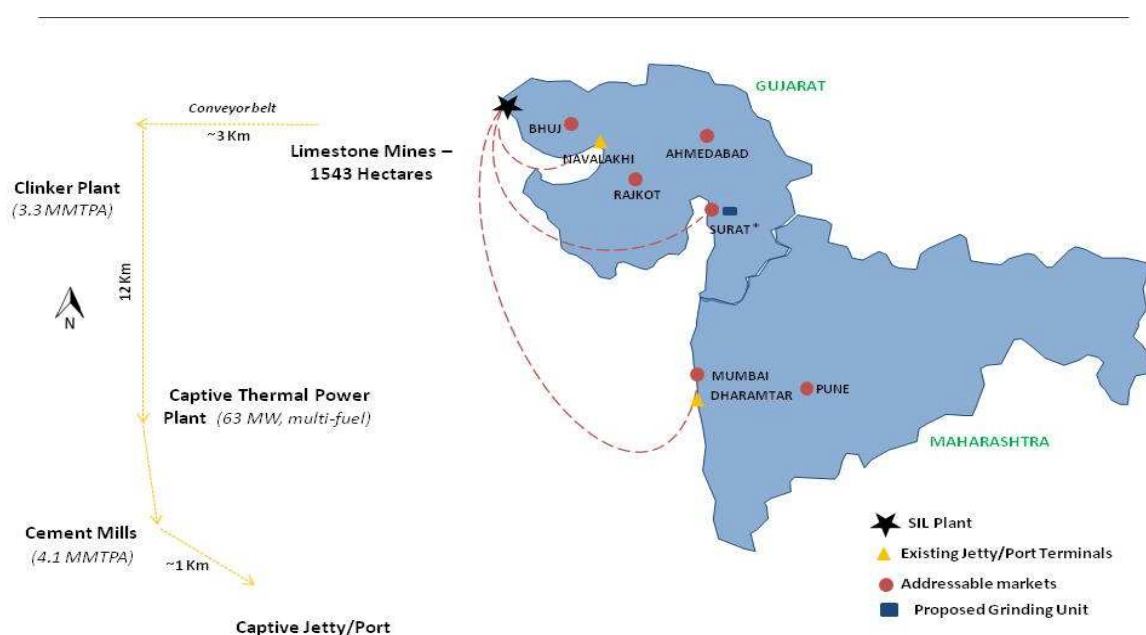 Conveyor belt
~3 Km
Limestone Mines –
1543 Hectares
Clinker Plant
(3.3 MMTPA)
12 Km
N
Captive Thermal Power
Plant (63 MW, multi-fuel)
Cement Mills
(4.1 MMTPA)
~1 Km
Captive Jetty/Port
GUJARAT
BHUJ
NAVALAKHI
AHMEDABAD
RAJKOT
SURAT*
MUMBAI
DHARAMTAR
PUNE
MAHARASHTRA
SIL Plant
Existing Jetty/Port Terminals
Addressable markets
Proposed Grinding Unit